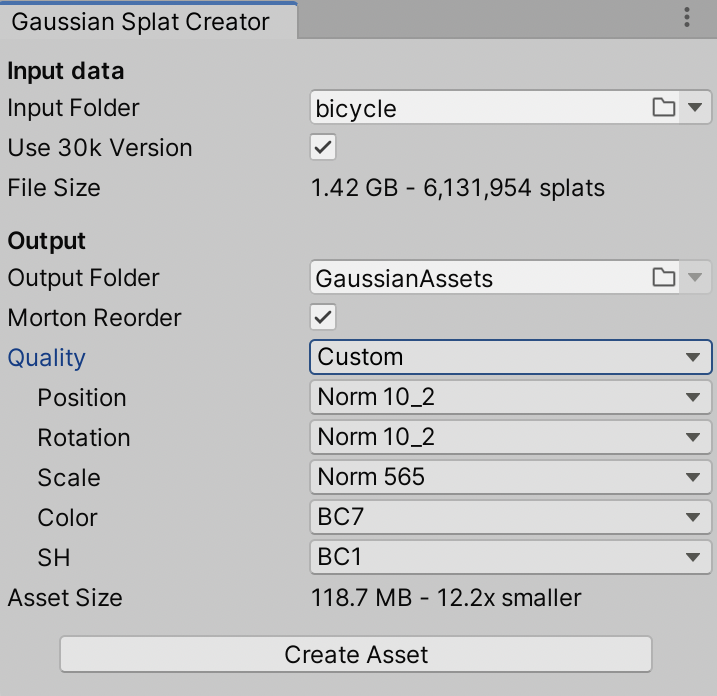 Gaussian Splat Creator
Input data
Input Folder bicycle
Use 30k Version
File Size 1.42 GB - 6,131,954 splats
Output
Output Folder GaussianAssets
Morton Reorder
Quality Custom
Position Norm 10_2
Rotation Norm 10_2
Scale Norm 565
Color BC7
SH BC1
Asset Size 118.7 MB - 12.2x smaller
Create Asset